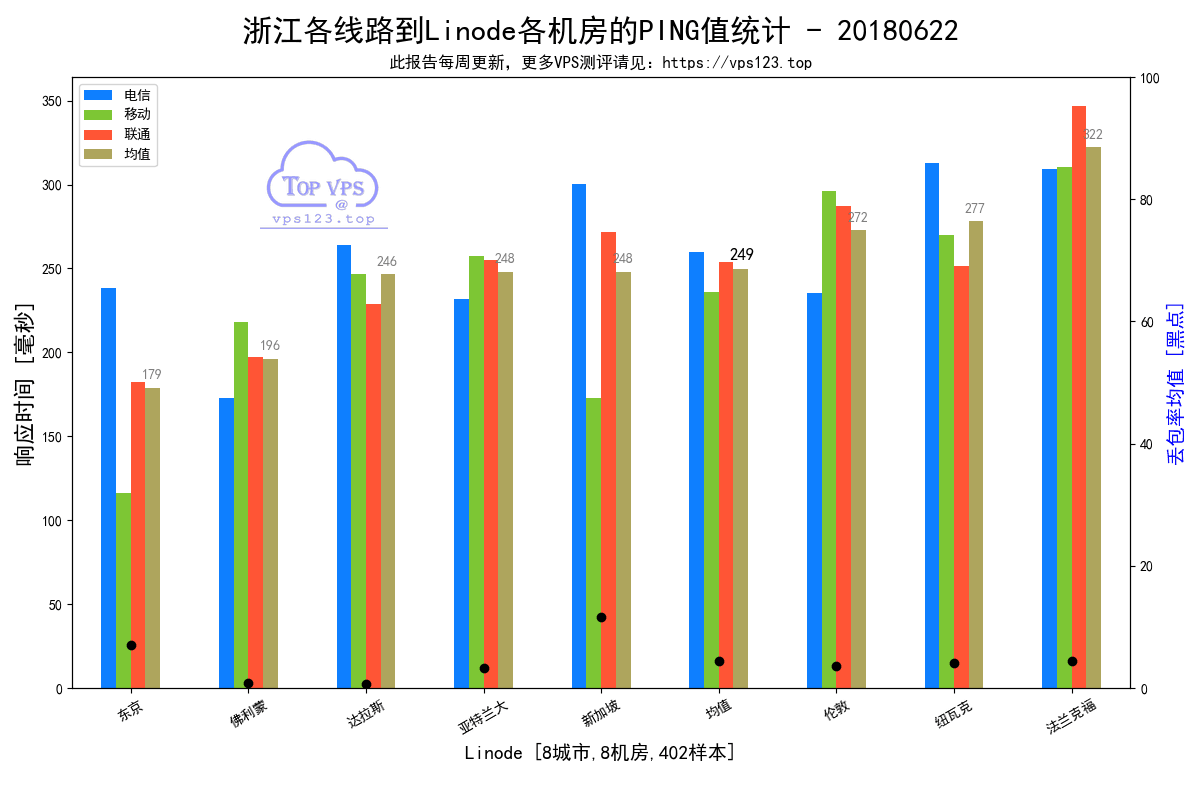 浙江各线路到Linode各机房的PING值统计 - 20180622
此报告每周更新，更多VPS测评请见：https://vps123.top
电信
移动
联通
均值
TOP VPS
@
vps123.top
响应时间 [毫秒]
350
300
250
200
150
100
50
0
179
196
246
248
248
249
272
277
322
100
80
60
40
20
0
丢包率均值 [黑点]
东京
佛利蒙
达拉斯
亚特兰大
新加坡
均值
伦敦
纽瓦克
法兰克福
Linode [8城市,8机房,402样本]